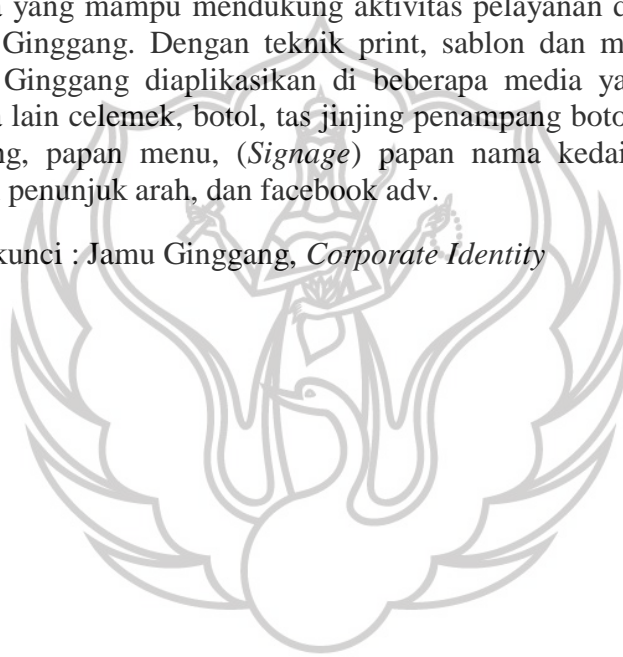 yang mampu mendukung aktivitas pelayanan d
Ginggang. Dengan teknik print, sablon dan m
Ginggang diaplikasikan di beberapa media ya
lain celemek, botol, tas jinjing penampang boto
ng, papan menu, (Signage) papan nama kedai
penunjuk arah, dan facebook adv.
kunci : Jamu Ginggang, Corporate Identity